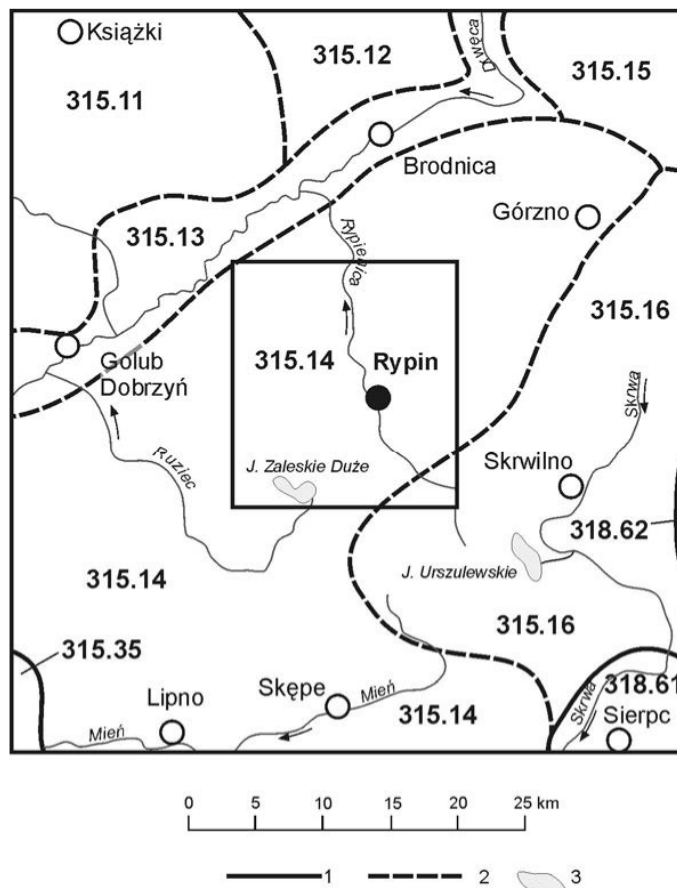 Książki
315.12
Drwęca
315.15
315.11
Brodnica
Górzno
315.13
Rypienica
315.16
Golub
Dobrzyń
315.14
Rypin
Skrwa
Ruziec
J. Zaleskie Duże
Skrwilno
318.62
J. Urszulewskie
315.14
315.16
315.35
Lipno
Skępe
Mień
315.14
318.61
Skrwa
Sierpc
Mień
0 5 10 15 20 25 km
1 2 3